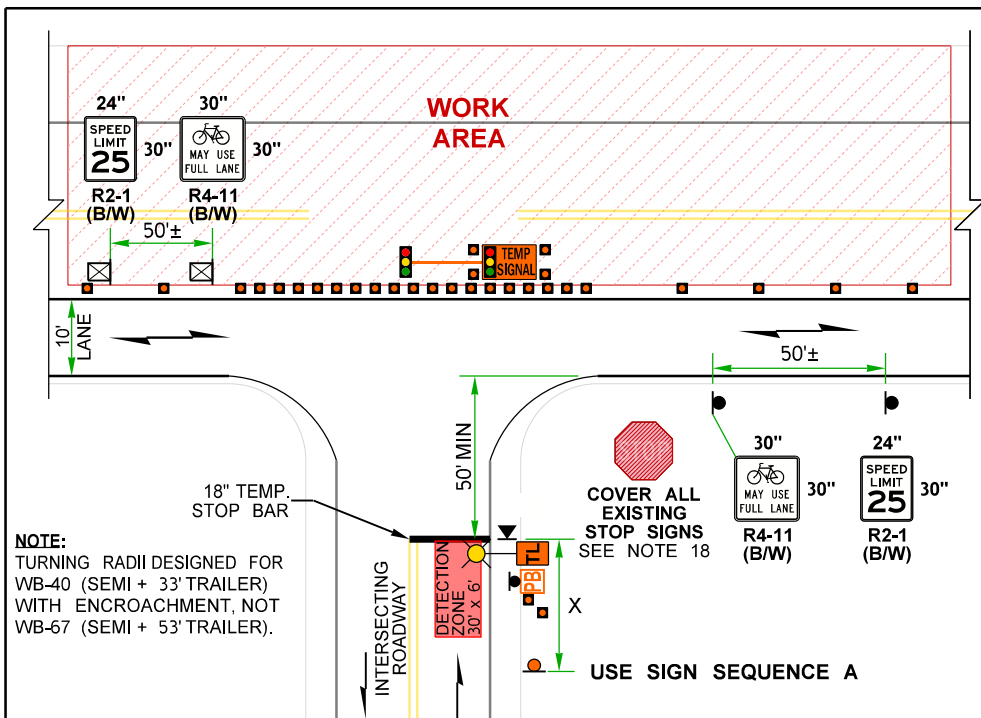 WORK
AREA
24"
SPEED
LIMIT
25
30"
R2-1
(B/W)
30"
MAY USE
FULL LANE
30"
R4-11
(B/W)
50'±
TEMP
SIGNAL
10'
LANE
50'±
50' MIN
STOP
COVER ALL
EXISTING
STOP SIGNS
SEE NOTE 18
30"
MAY USE
FULL LANE
30"
R4-11
(B/W)
24"
SPEED
LIMIT
25
30"
R2-1
(B/W)
18" TEMP.
STOP BAR
NOTE:
TURNING RADII DESIGNED FOR
WB-40 (SEMI + 33' TRAILER)
WITH ENCROACHMENT, NOT
WB-67 (SEMI + 53' TRAILER).
INTERSECTING
ROADWAY
DETECTION
ZONE
30' x 6'
TL
PB
X
USE SIGN SEQUENCE A